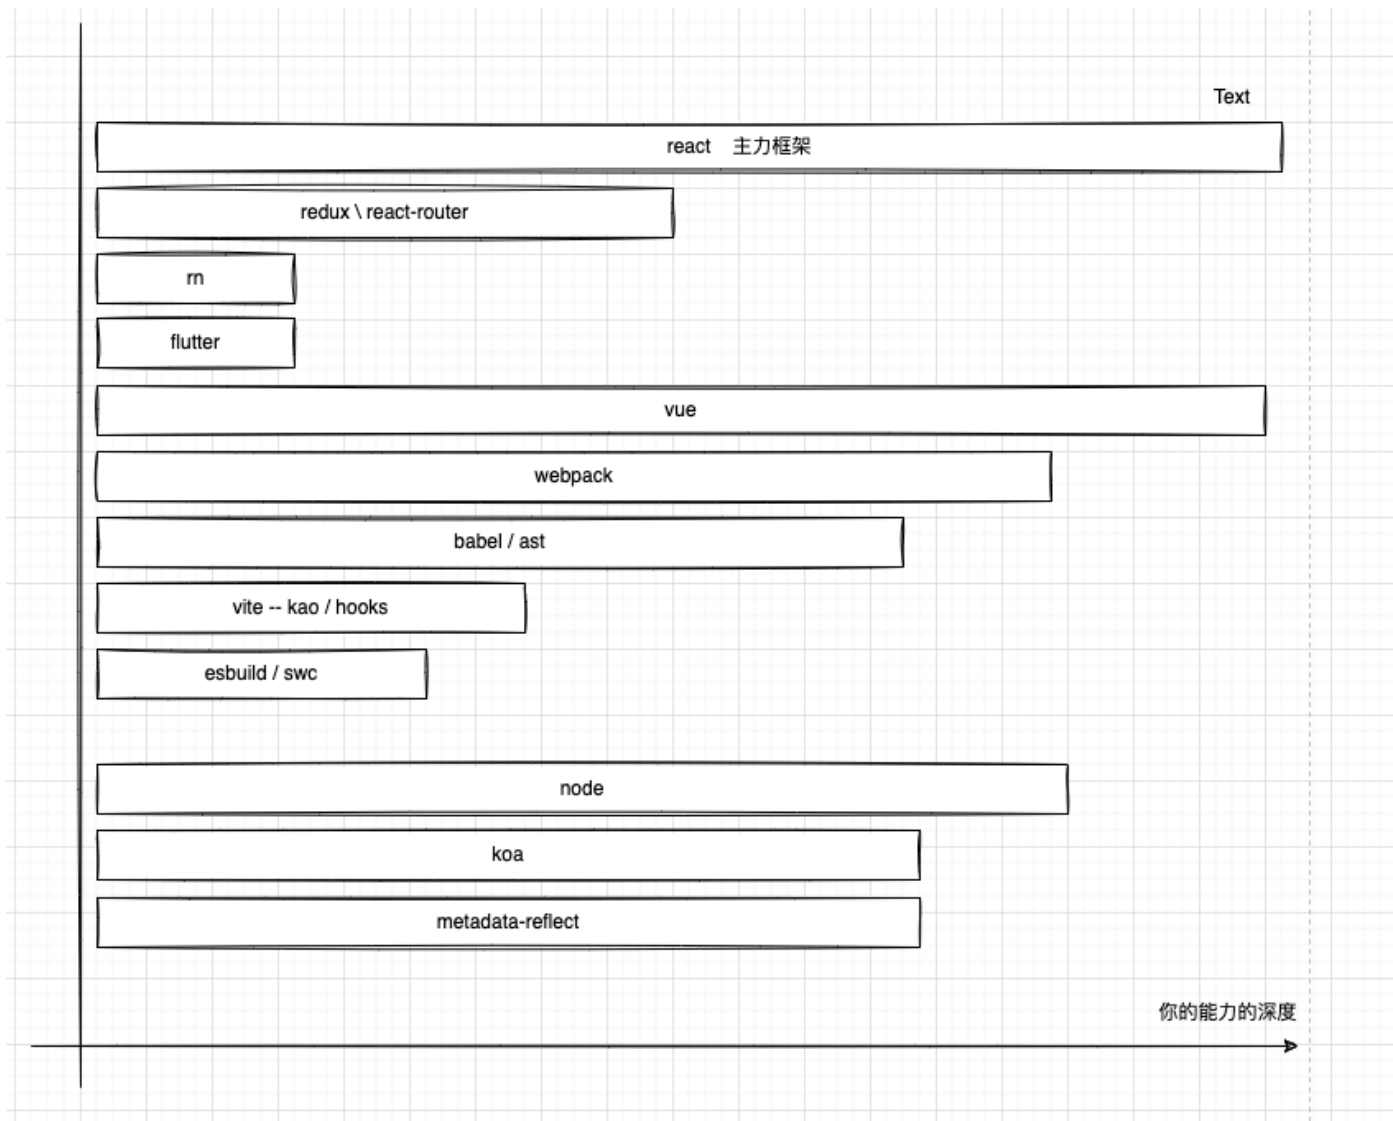 Text
react 主力框架
redux \ react-router
rn
flutter
vue
webpack
babel / ast
vite -- kao / hooks
esbuild / swc
node
koa
metadata-reflect
你的能力的深度